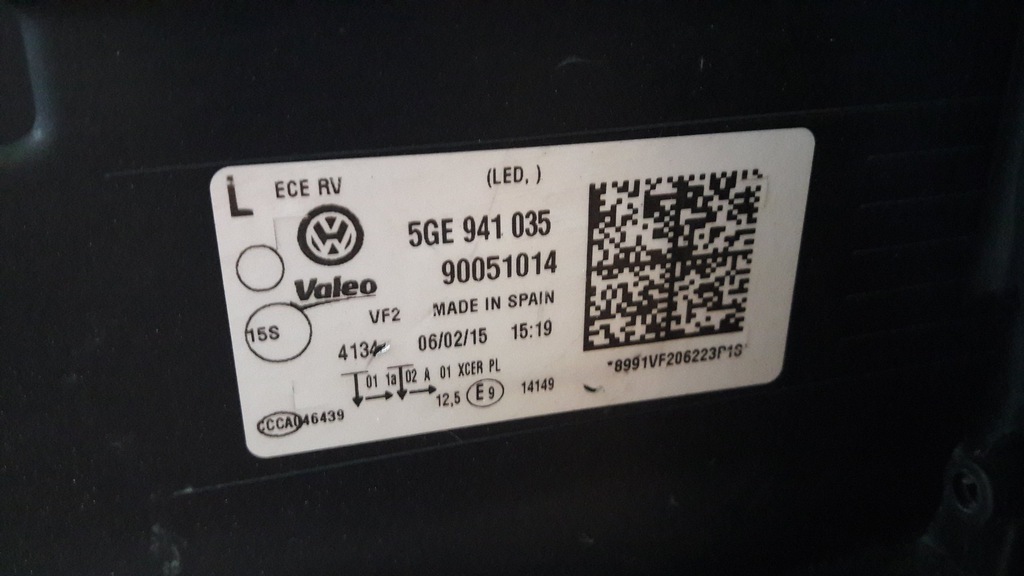 L ECE RV (LED, )
5GE 941 035
Valeo 90051014
15S VF2 MADE IN SPAIN
4134 06/02/15 15:19
01 1a 02 A 01 XCER PL
12,5 E9 14149
CCCA046439
*8991VF206223P1S*